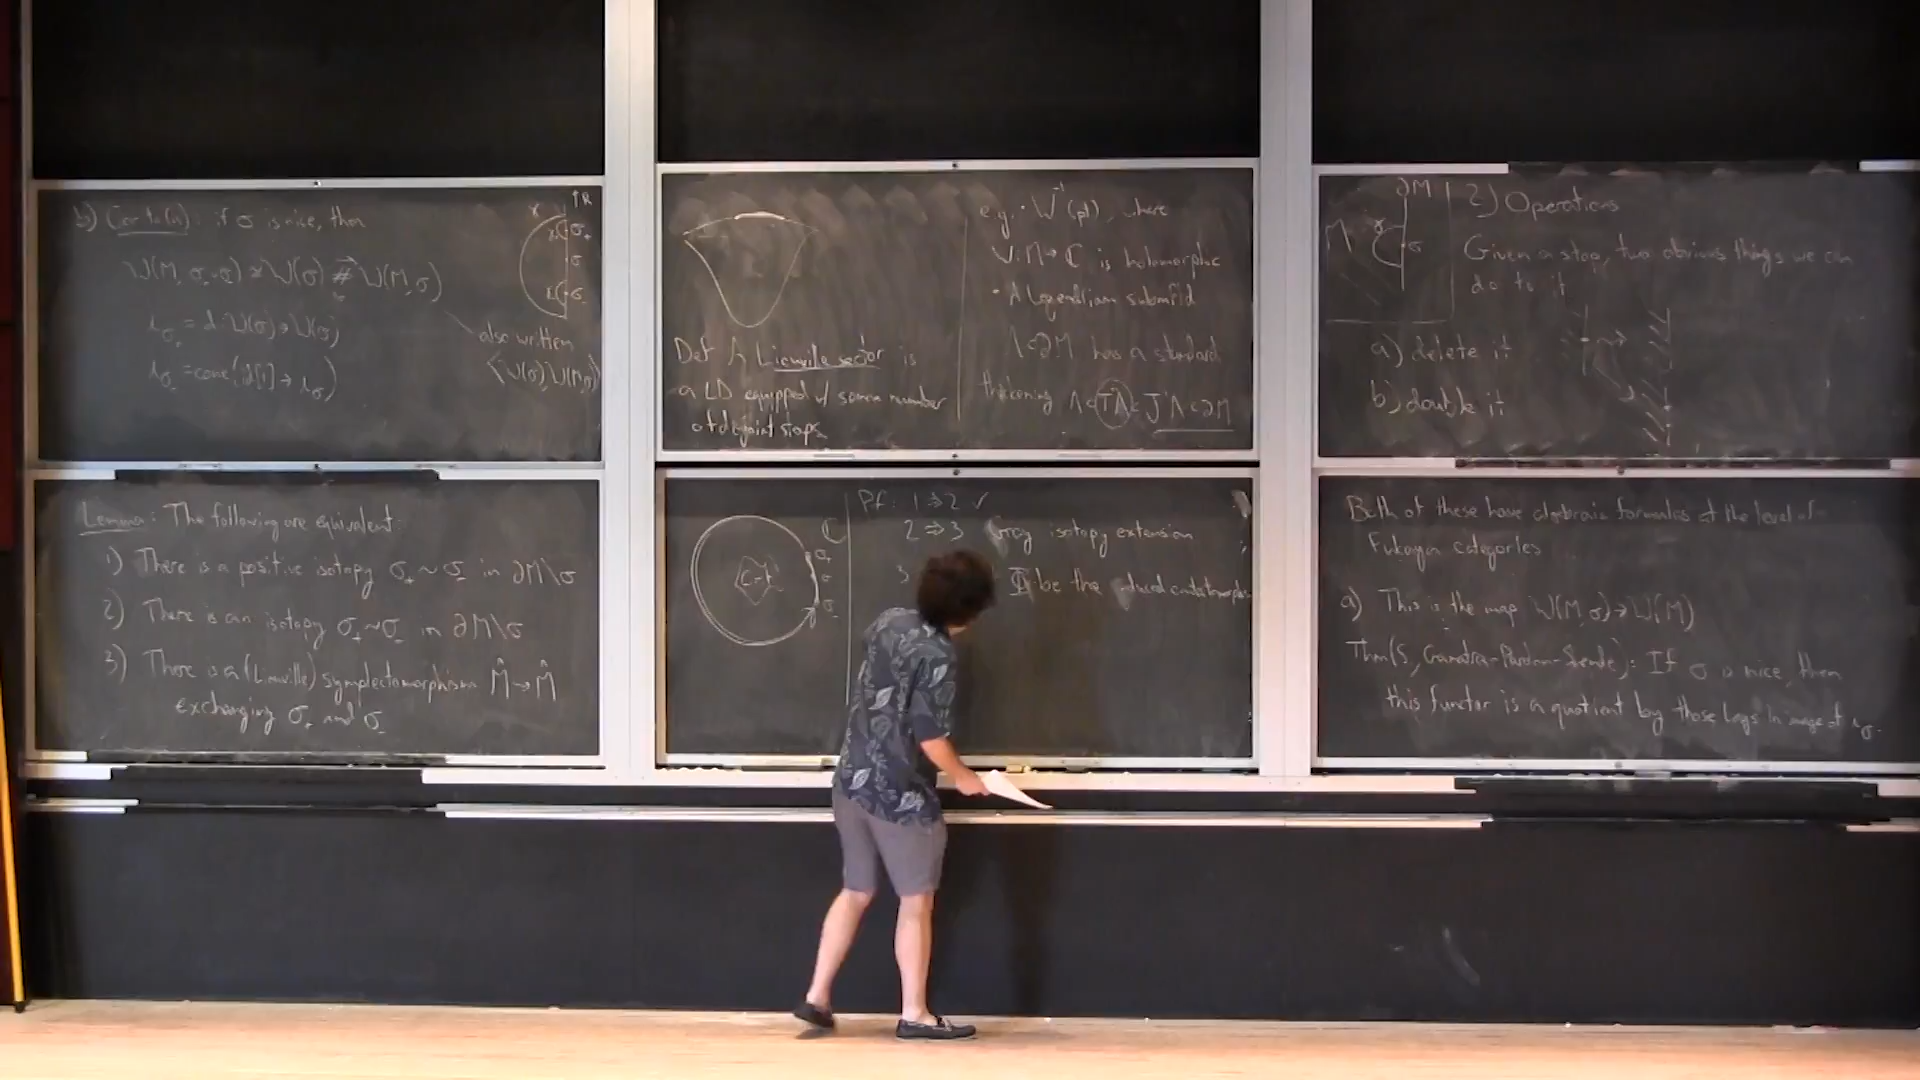 b) Cor to (a): if σ is nice, then
W(M, σ₊, σ₋) ≅ W(σ) #⃗ W(M, σ)
= d: W(σ) → W(σ)
= cone(id[1] → ι_σ)
also written
⟨W(σ), W(M,σ)⟩
↑R
σ₊
σ
σ₋
Lemma: The following are equivalent:
1) There is a positive isotopy σ₊ ~ σ₋ in ∂M\σ
2) There is an isotopy σ₊ ~ σ₋ in ∂M\σ
3) There is a (Liouville) symplectomorphism M̂ → M̂
exchanging σ₊ and σ₋
Def A Liouville sector is
a LD equipped w/ some number
of disjoint stops
e.g. · W⁻¹(pt), where
W: M → C is holomorphic
· A Legendrian submfld
Λ ⊂ ∂M has a standard
thickening Λ ⊂ T*Λ ⊂ J¹Λ ⊂ ∂M
C
crit
σ₊
σ
σ₋
Pf: 1 ⇒ 2 ✓
2 ⇒ 3 Gray isotopy extension
3
be the
∂M
M
σ
2) Operations
Given a stop, two obvious things we can
do to it
a) delete it
b) double it
Both of these have algebraic formulas at the level of
Fukaya categories
a) This is the map W(M, σ) → W(M)
Thm (S, Ganatra-Pardon-Shende): If σ is nice, then
this functor is a quotient by those Lags in image of ι_σ.